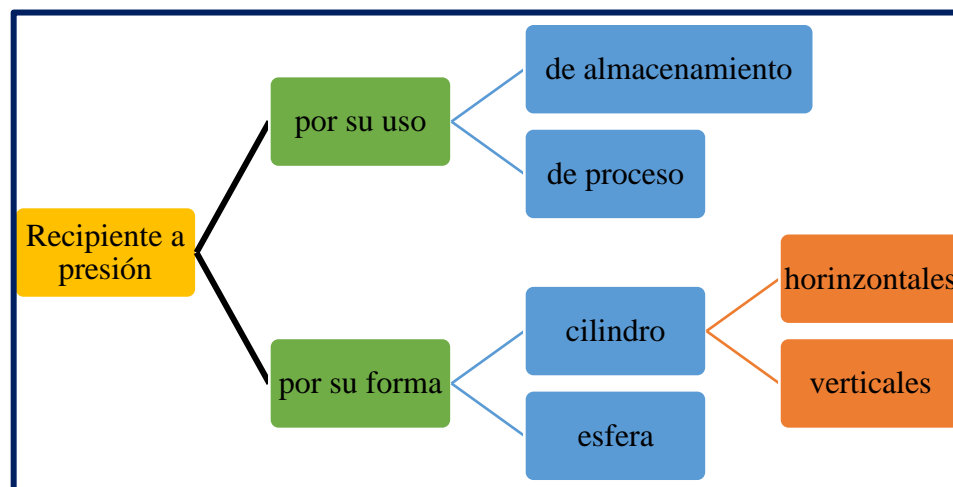 Recipiente a
presión
por su uso
de almacenamiento
de proceso
por su forma
cilindro
horinzontales
verticales
esfera